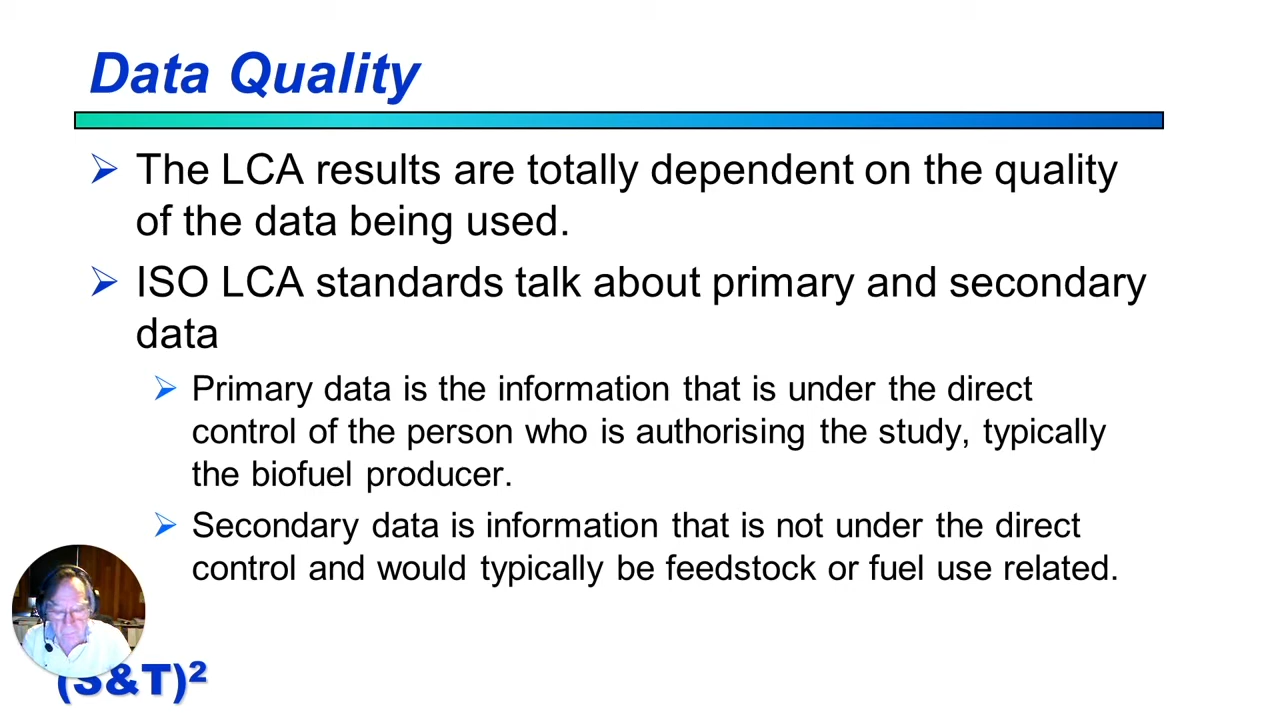 Data Quality
The LCA results are totally dependent on the quality
of the data being used.
ISO LCA standards talk about primary and secondary
data
Primary data is the information that is under the direct
control of the person who is authorising the study, typically
the biofuel producer.
Secondary data is information that is not under the direct
control and would typically be feedstock or fuel use related.
(S&T)²